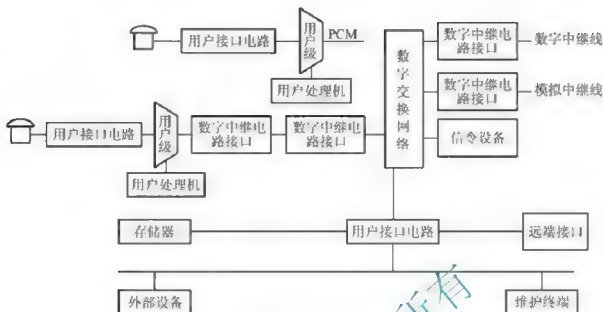 用户接口电路
用户级
PCM
用户处理机
数字交换网络
数字中继电
路接口
数字中继线
数字中继电
路接口
模拟中继线
用户接口电路
用户级
数字中继电
路接口
数字中继电
路接口
信令设备
用户处理机
存储器
用户接口电路
远端接口
外部设备
所有
维护终端